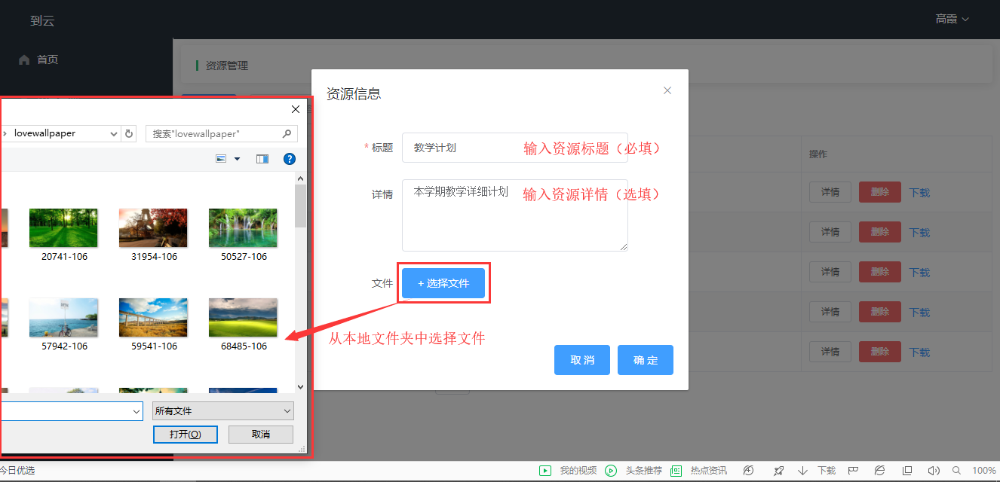 到云
高霞
首页
资源管理
资源信息
* 标题
教学计划
输入资源标题（必填）
详情
本学期教学详细计划
输入资源详情（选填）
文件
+ 选择文件
从本地文件夹中选择文件
取 消
确 定
操作
详情 删除 下载
详情 删除 下载
详情 删除 下载
详情 删除 下载
详情 删除 下载
lovewallpaper
搜索"lovewallpaper"
20741-106 31954-106 50527-106
57942-106 59541-106 68485-106
所有文件
打开(O) 取消
今日优选
我的视频 头条推荐 热点资讯 下载 100%